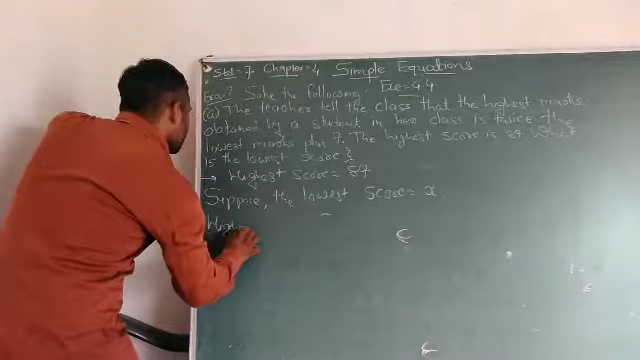 Std-7 Chapter-4 Simple Equations
Solve the following. Exe-4.4
(a) The teacher tell the class that the highest marks
obtained by a student in her class is twice the
lowest marks plus 7. The highest score is 87 What
is the lowest score?
→ Highest score = 87
Suppose, the lowest Score = x
High